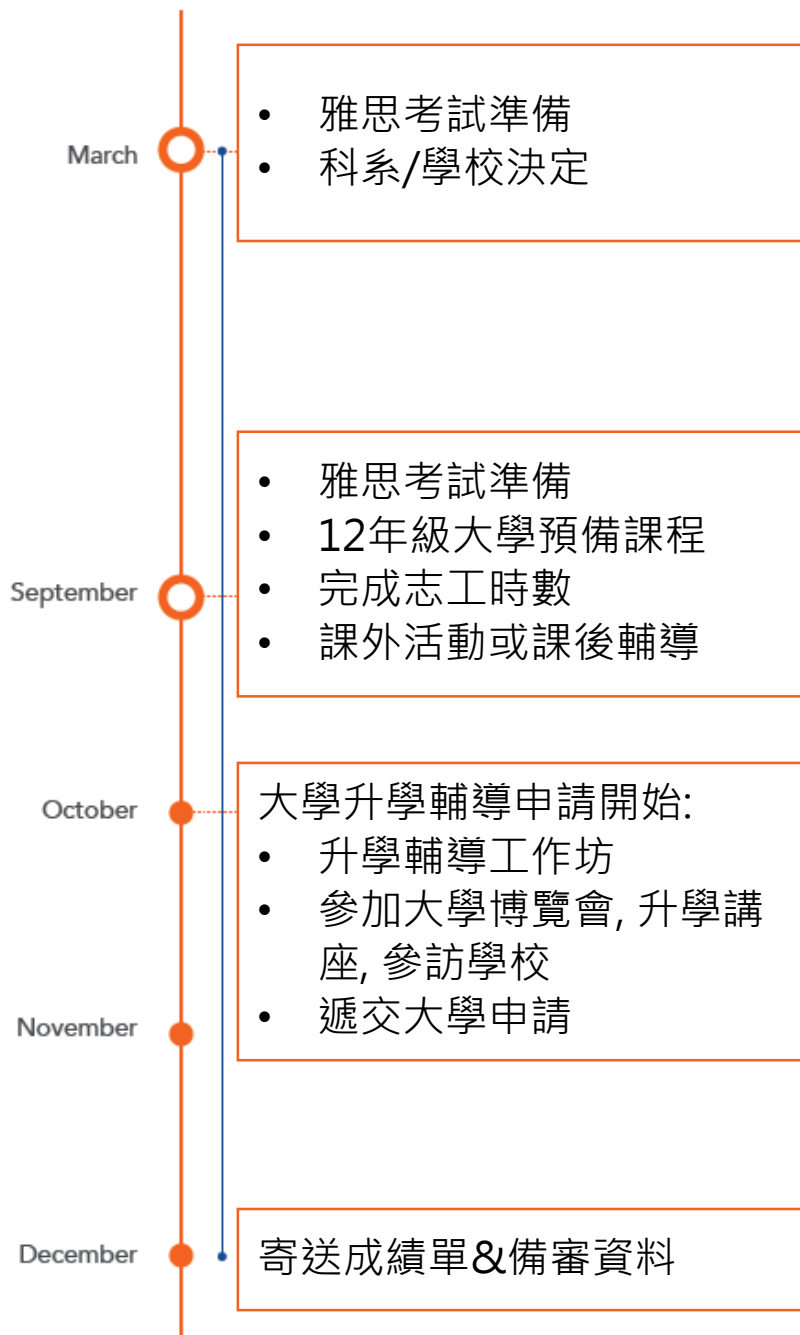 March
• 雅思考試準備
• 科系/學校決定
September
• 雅思考試準備
• 12年級大學預備課程
• 完成志工時數
• 課外活動或課後輔導
October
大學升學輔導申請開始:
• 升學輔導工作坊
• 參加大學博覽會, 升學講
座, 參訪學校
• 遞交大學申請
November
December
寄送成績單&備審資料